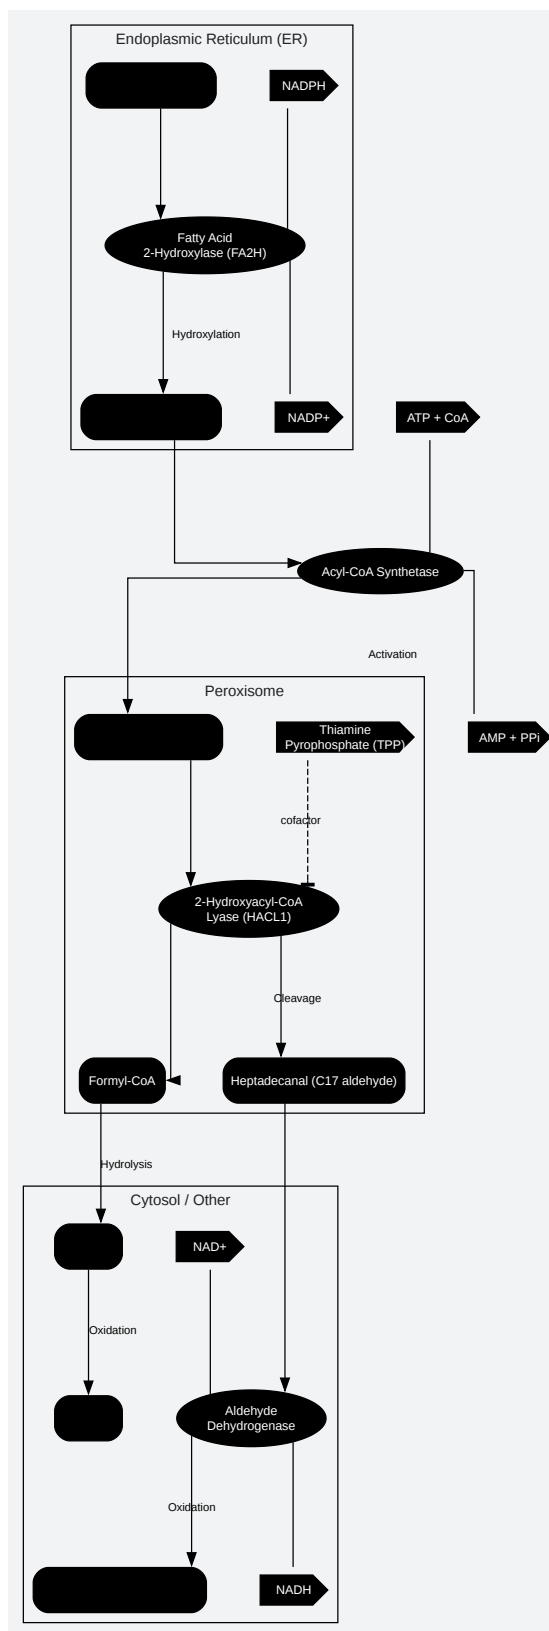 Endoplasmic Reticulum (ER)
NADPH
Fatty Acid
2-Hydroxylase (FA2H)
Hydroxylation
NADP+
ATP + CoA
Acyl-CoA Synthetase
Activation
Peroxisome
Thiamine
Pyrophosphate (TPP)
AMP + PPi
cofactor
2-Hydroxyacyl-CoA
Lyase (HACL1)
Cleavage
Formyl-CoA
Heptadecanal (C17 aldehyde)
Hydrolysis
Cytosol / Other
NAD+
Oxidation
Aldehyde
Dehydrogenase
Oxidation
NADH